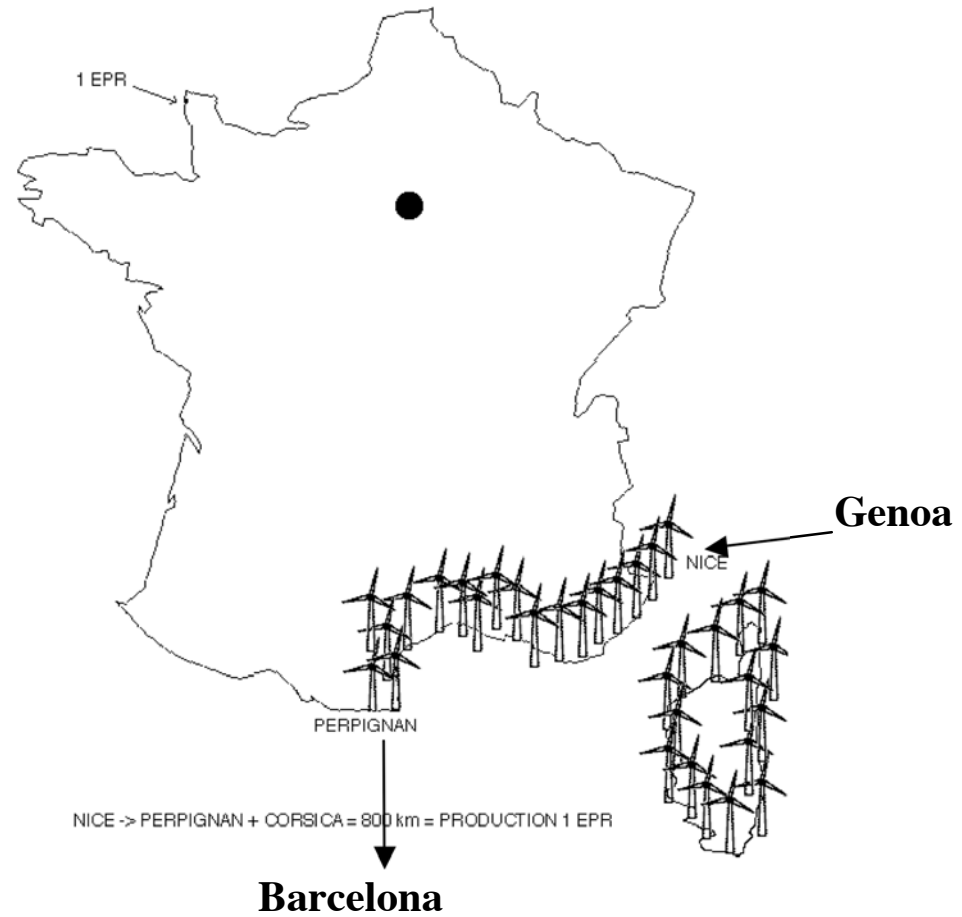 1 EPR
Genoa
NICE
PERPIGNAN
NICE -> PERPIGNAN + CORSICA = 800 km = PRODUCTION 1 EPR
Barcelona